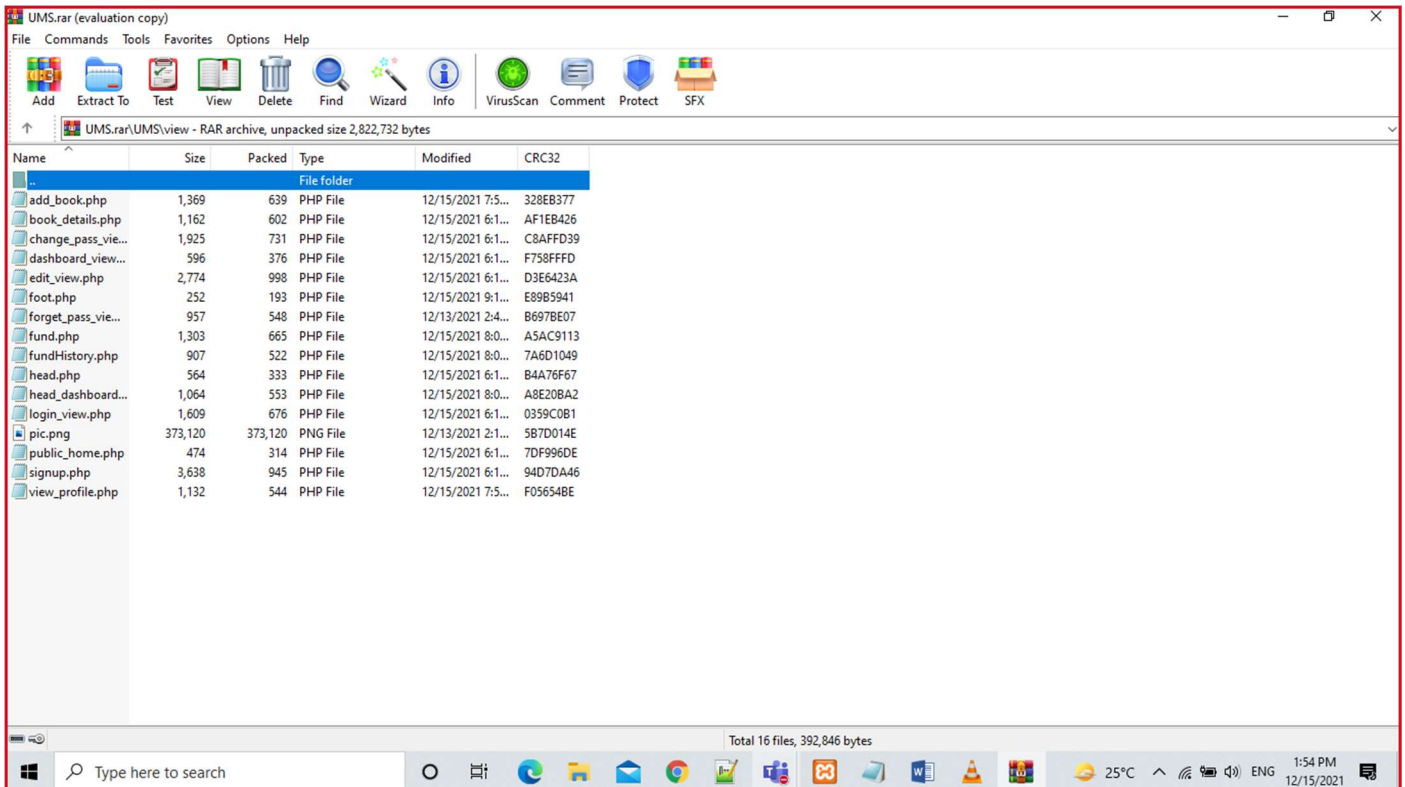 UMS.rar (evaluation copy)
File Commands Tools Favorites Options Help
Add Extract To Test View Delete Find Wizard Info VirusScan Comment Protect SFX
UMS.rar\UMS\view - RAR archive, unpacked size 2,822,732 bytes
Name Size Packed Type Modified CRC32
.. File folder
add_book.php 1,369 639 PHP File 12/15/2021 7:5... 328EB377
book_details.php 1,162 602 PHP File 12/15/2021 6:1... AF1EB426
change_pass_vie... 1,925 731 PHP File 12/15/2021 6:1... C8AFFD39
dashboard_view... 596 376 PHP File 12/15/2021 6:1... F758FFFD
edit_view.php 2,774 998 PHP File 12/15/2021 6:1... D3E6423A
foot.php 252 193 PHP File 12/15/2021 9:1... E89B5941
forget_pass_vie... 957 548 PHP File 12/13/2021 2:4... B697BE07
fund.php 1,303 665 PHP File 12/15/2021 8:0... A5AC9113
fundHistory.php 907 522 PHP File 12/15/2021 8:0... 7A6D1049
head.php 564 333 PHP File 12/15/2021 6:1... B4A76F67
head_dashboard... 1,064 553 PHP File 12/15/2021 8:0... A8E20BA2
login_view.php 1,609 676 PHP File 12/15/2021 6:1... 0359C0B1
pic.png 373,120 373,120 PNG File 12/13/2021 2:1... 5B7D014E
public_home.php 474 314 PHP File 12/15/2021 6:1... 7DF996DE
signup.php 3,638 945 PHP File 12/15/2021 6:1... 94D7DA46
view_profile.php 1,132 544 PHP File 12/15/2021 7:5... F05654BE
Total 16 files, 392,846 bytes
Type here to search 25°C ENG 1:54 PM
12/15/2021